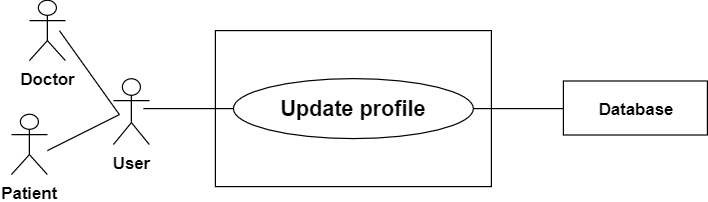 Doctor
Update profile
Database
User
Patient